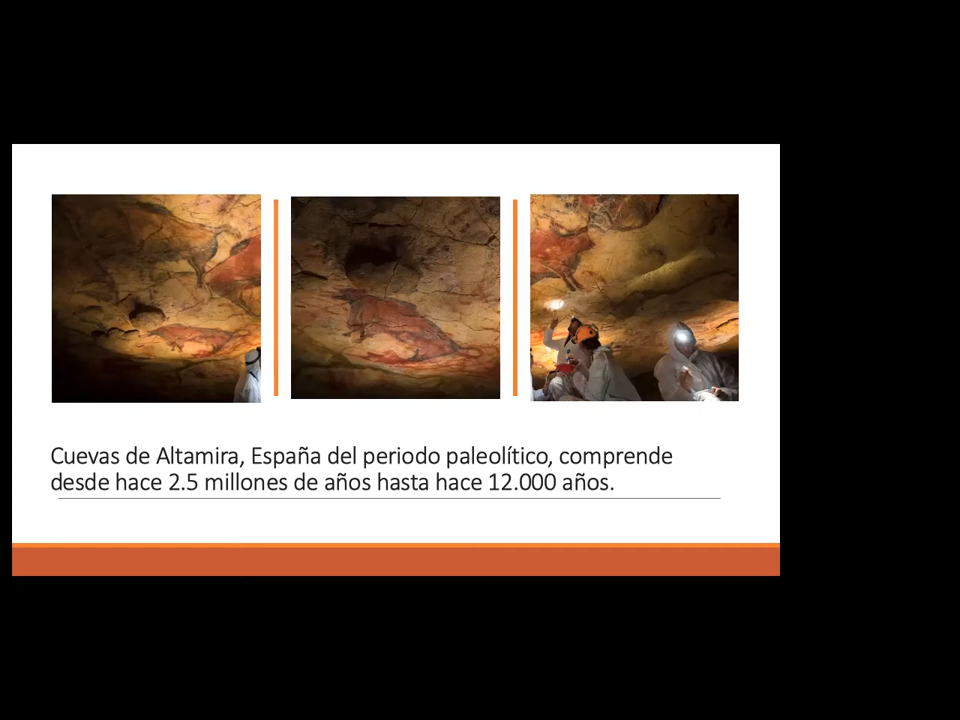 Cuevas de Altamira, España del periodo paleolítico, comprende
desde hace 2.5 millones de años hasta hace 12.000 años.